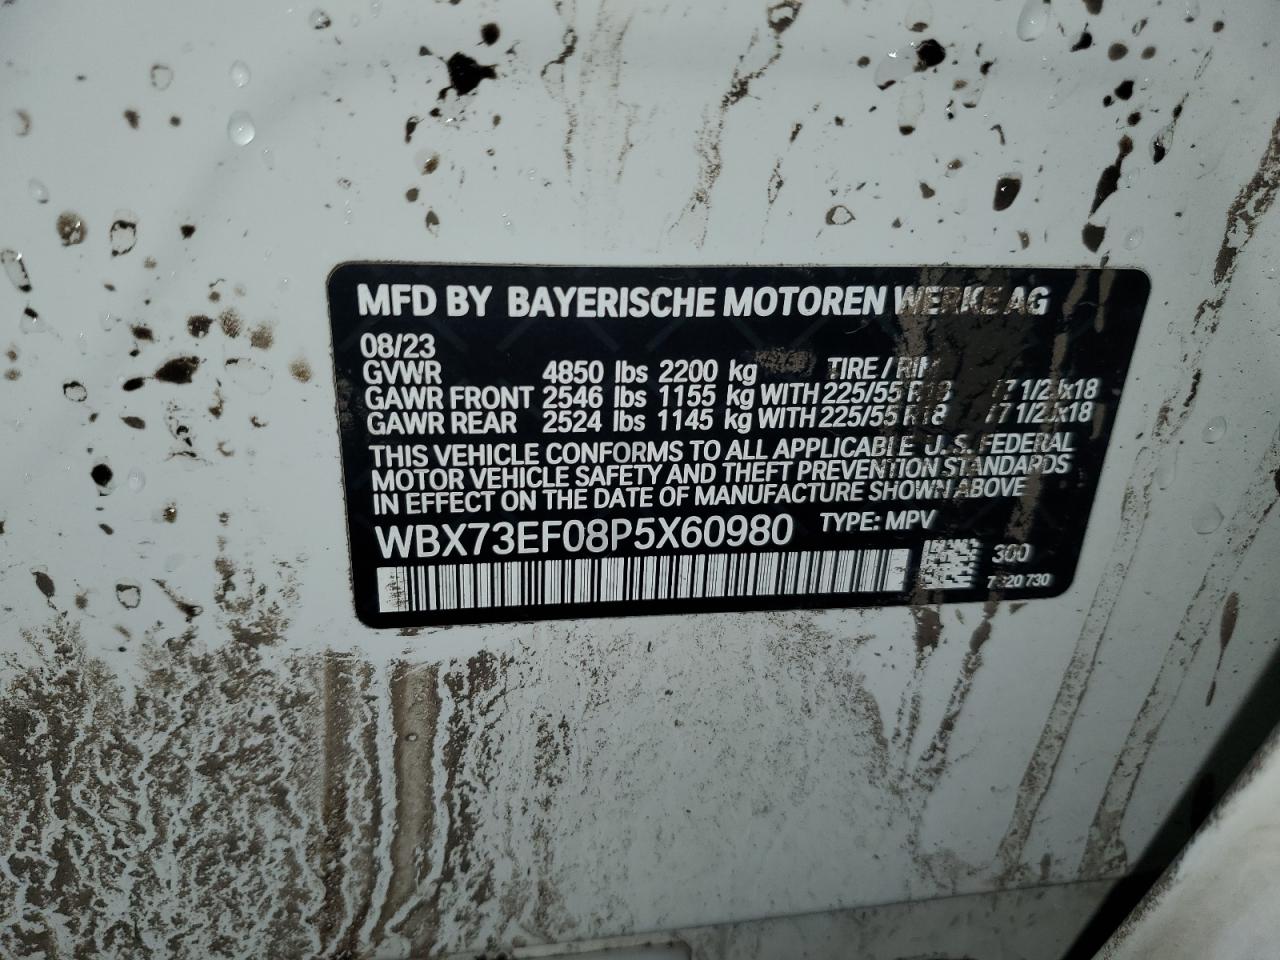 MFD BY BAYERISCHE MOTOREN WERKE AG
08/23
GVWR 4850 lbs 2200 kg TIRE / RIM
GAWR FRONT 2546 lbs 1155 kg WITH 225/55 R18 / 7 1/2Jx18
GAWR REAR 2524 lbs 1145 kg WITH 225/55 R18 / 7 1/2Jx18
THIS VEHICLE CONFORMS TO ALL APPLICABLE U.S. FEDERAL
MOTOR VEHICLE SAFETY AND THEFT PREVENTION STANDARDS
IN EFFECT ON THE DATE OF MANUFACTURE SHOWN ABOVE
WBX73EF08P5X60980 TYPE: MPV
300
730